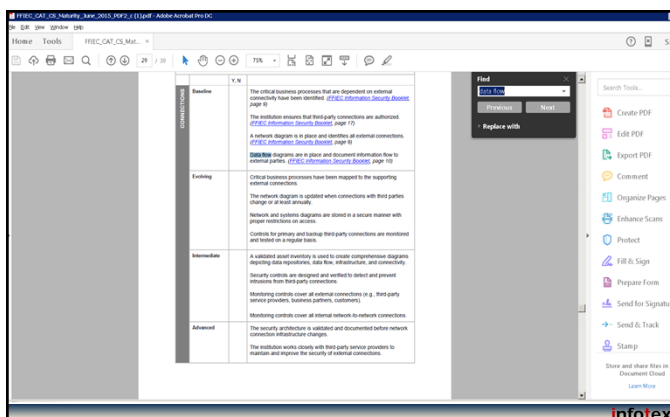 FFIEC_CAT_CS_Maturity_June_2015_PDF2_c (1).pdf - Adobe Acrobat Pro DC
File Edit View Window Help
Home Tools FFIEC_CAT_CS_Mat... ×
29 / 39 75%
Y, N
CONNECTIONS
Baseline
The critical business processes that are dependent on external
connectivity have been identified. (FFIEC Information Security Booklet,
page 9)
The institution ensures that third-party connections are authorized.
(FFIEC Information Security Booklet, page 17)
A network diagram is in place and identifies all external connections.
(FFIEC Information Security Booklet, page 9)
Data flow diagrams are in place and document information flow to
external parties. (FFIEC Information Security Booklet, page 10)
Evolving
Critical business processes have been mapped to the supporting
external connections.
The network diagram is updated when connections with third parties
change or at least annually.
Network and systems diagrams are stored in a secure manner with
proper restrictions on access.
Controls for primary and backup third-party connections are monitored
and tested on a regular basis.
Intermediate
A validated asset inventory is used to create comprehensive diagrams
depicting data repositories, data flow, infrastructure, and connectivity.
Security controls are designed and verified to detect and prevent
intrusions from third-party connections.
Monitoring controls cover all external connections (e.g., third-party
service providers, business partners, customers).
Monitoring controls cover all internal network-to-network connections.
Advanced
The security architecture is validated and documented before network
connection infrastructure changes.
The institution works closely with third-party service providers to
maintain and improve the security of external connections.
Find
data flow
Previous Next
Replace with
Search Tools...
Create PDF
Edit PDF
Export PDF
Comment
Organize Pages
Enhance Scans
Protect
Fill & Sign
Prepare Form
Send for Signatu
Send & Track
Stamp
Store and share files in
Document Cloud
Learn More
infotex